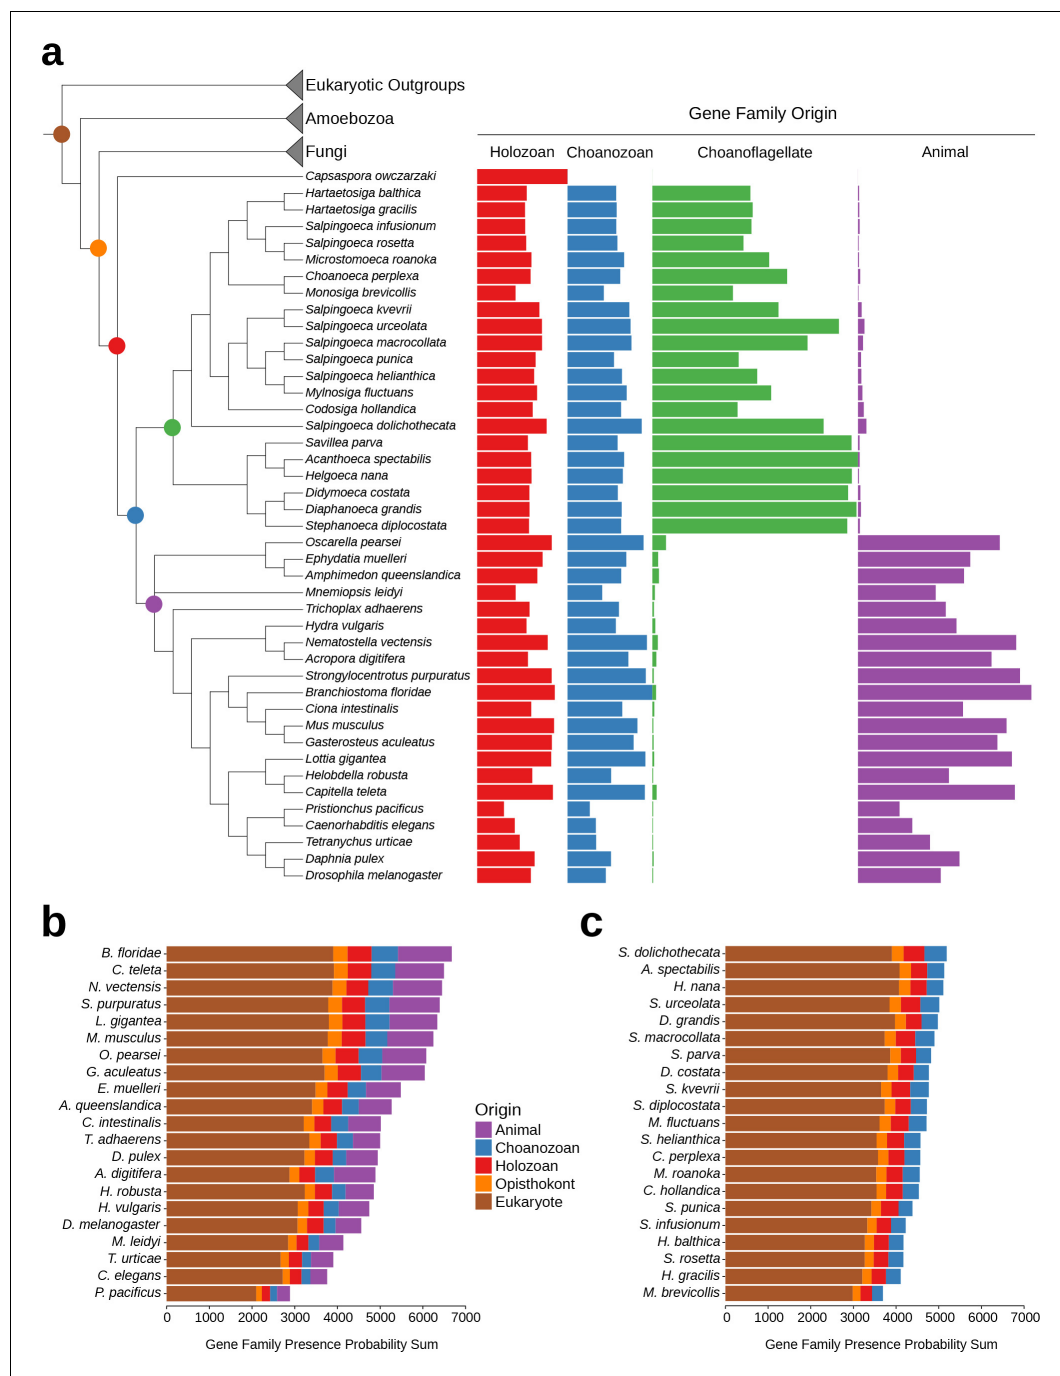 a
Eukaryotic Outgroups
Amoebozoa
Fungi
Gene Family Origin
Holozoan Choanozoan Choanoflagellate Animal
Capsaspora owczarzaki
Hartaetosiga balthica
Hartaetosiga gracilis
Salpingoeca infusionum
Salpingoeca rosetta
Microstomoeca roanoka
Choanoeca perplexa
Monosiga brevicollis
Salpingoeca kvevrii
Salpingoeca urceolata
Salpingoeca macrocollata
Salpingoeca punica
Salpingoeca helianthica
Mylnosiga fluctuans
Codosiga hollandica
Salpingoeca dolichothecata
Savillea parva
Acanthoeca spectabilis
Helgoeca nana
Didymoeca costata
Diaphanoeca grandis
Stephanoeca diplocostata
Oscarella pearsei
Ephydatia muelleri
Amphimedon queenslandica
Mnemiopsis leidyi
Trichoplax adhaerens
Hydra vulgaris
Nematostella vectensis
Acropora digitifera
Strongylocentrotus purpuratus
Branchiostoma floridae
Ciona intestinalis
Mus musculus
Gasterosteus aculeatus
Lottia gigantea
Helobdella robusta
Capitella teleta
Pristionchus pacificus
Caenorhabditis elegans
Tetranychus urticae
Daphnia pulex
Drosophila melanogaster
b
B. floridae
C. teleta
N. vectensis
S. purpuratus
L. gigantea
M. musculus
O. pearsei
G. aculeatus
E. muelleri
A. queenslandica
C. intestinalis
T. adhaerens
D. pulex
A. digitifera
H. robusta
H. vulgaris
D. melanogaster
M. leidyi
T. urticae
C. elegans
P. pacificus
0 1000 2000 3000 4000 5000 6000 7000
Gene Family Presence Probability Sum
Origin
Animal
Choanozoan
Holozoan
Opisthokont
Eukaryote
c
S. dolichothecata
A. spectabilis
H. nana
S. urceolata
D. grandis
S. macrocollata
S. parva
D. costata
S. kvevrii
S. diplocostata
M. fluctuans
S. helianthica
C. perplexa
M. roanoka
C. hollandica
S. punica
S. infusionum
H. balthica
S. rosetta
H. gracilis
M. brevicollis
0 1000 2000 3000 4000 5000 6000 7000
Gene Family Presence Probability Sum